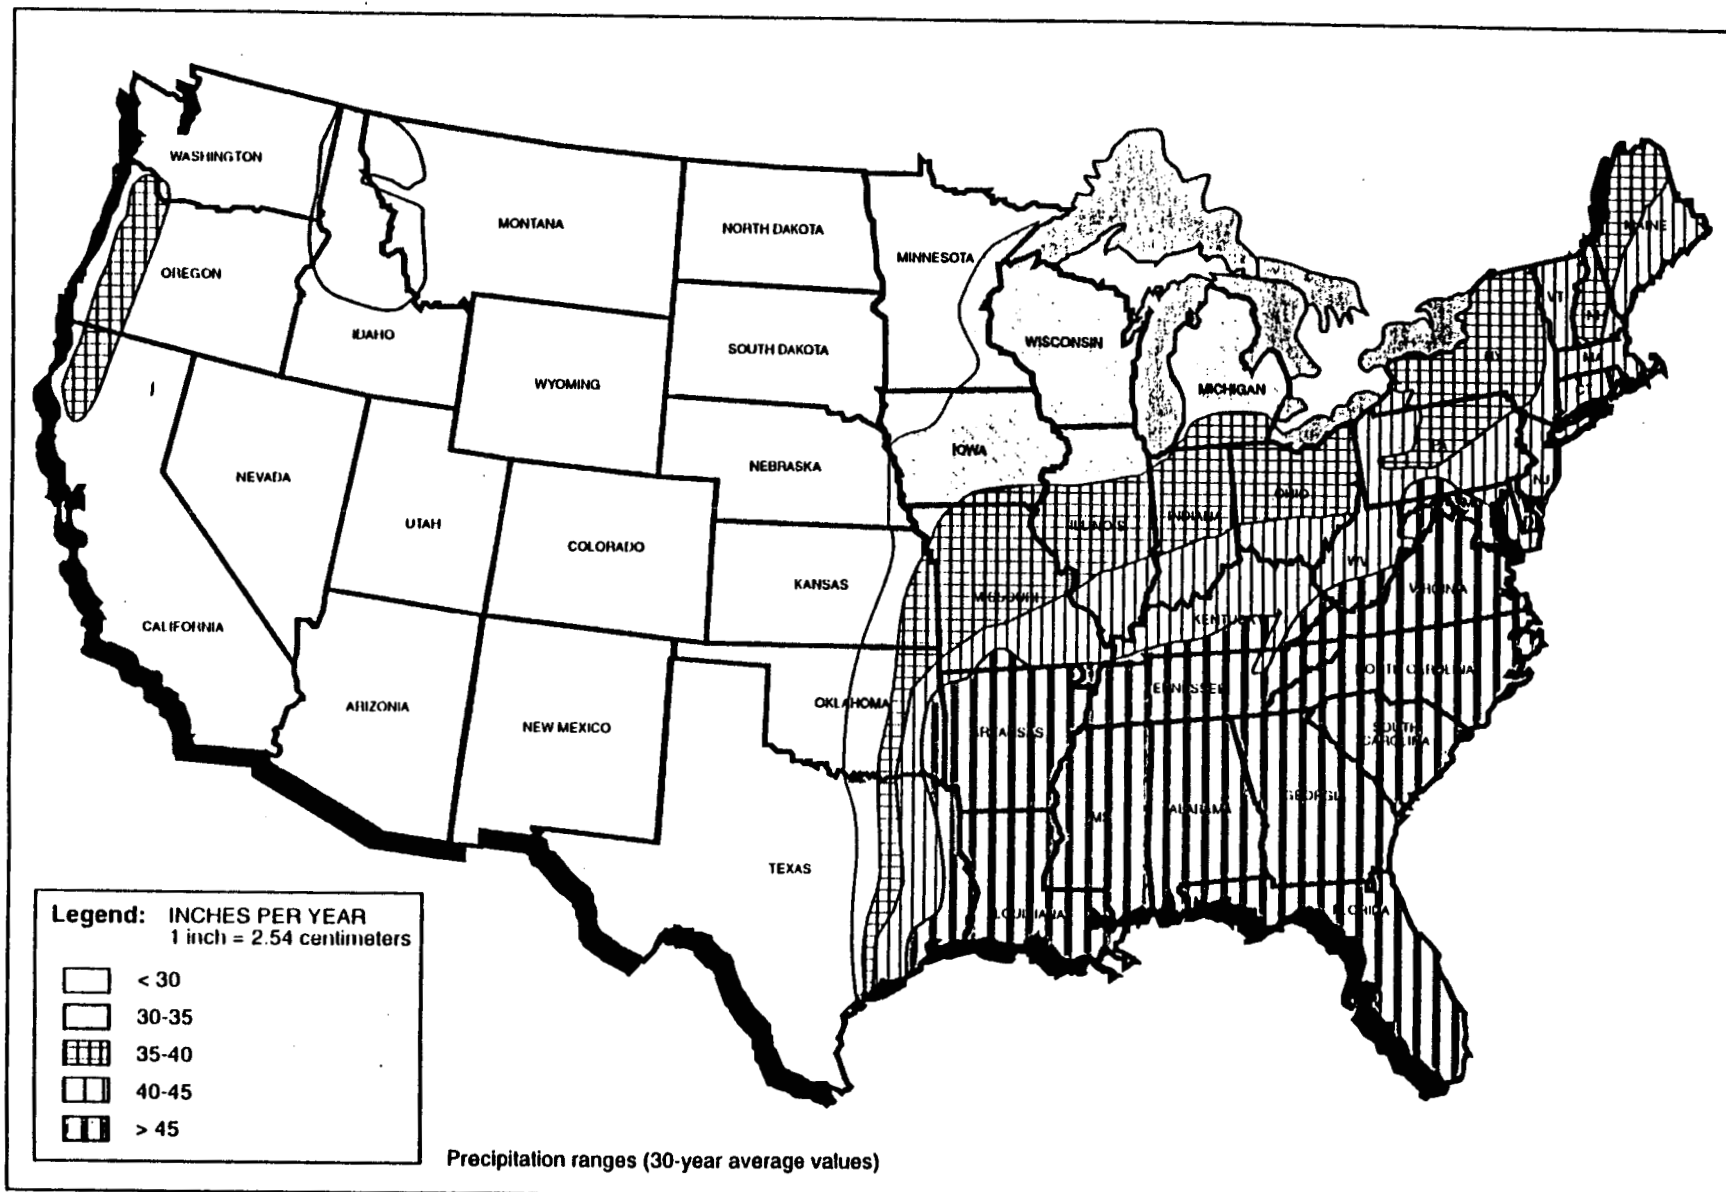 WASHINGTON
MAINE
MONTANA
NORTH DAKOTA
MINNESOTA
OREGON
VT
NH
IDAHO
WISCONSIN
SOUTH DAKOTA
NY
MA
WYOMING
MICHIGAN
IOWA
PA
NEBRASKA
NEVADA
NJ
OHIO
ILLINOIS
INDIANA
UTAH
COLORADO
WV
KANSAS
VIRGINIA
MISSOURI
CALIFORNIA
KENTUCKY
NORTH CAROLINA
TENNESSEE
ARIZONA
OKLAHOMA
NEW MEXICO
ARKANSAS
SOUTH
CAROLINA
GEORGIA
ALABAMA
MS
TEXAS
LOUISIANA
FLORIDA
Legend: INCHES PER YEAR
1 inch = 2.54 centimeters
< 30
30-35
35-40
40-45
> 45
Precipitation ranges (30-year average values)